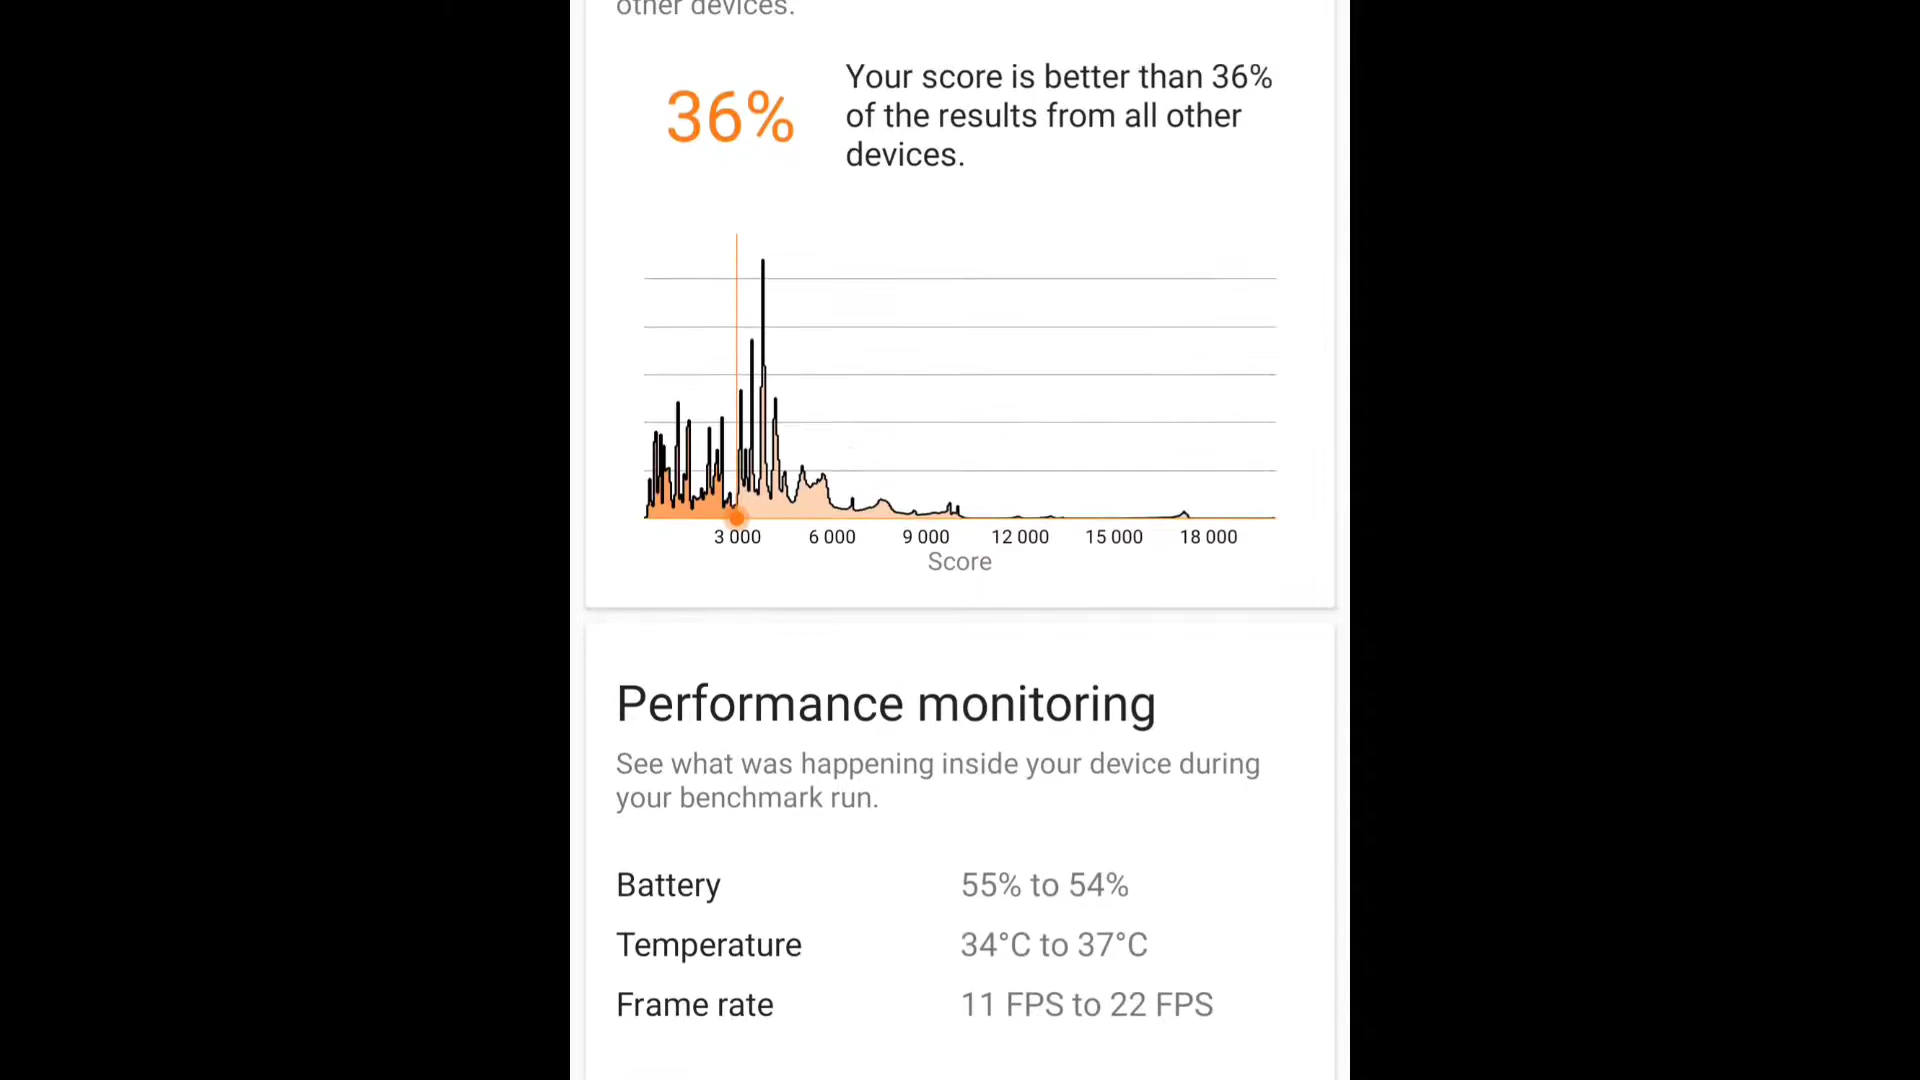 other devices.
36%
Your score is better than 36%
of the results from all other
devices.
3 000 6 000 9 000 12 000 15 000 18 000
Score
Performance monitoring
See what was happening inside your device during
your benchmark run.
Battery 55% to 54%
Temperature 34°C to 37°C
Frame rate 11 FPS to 22 FPS